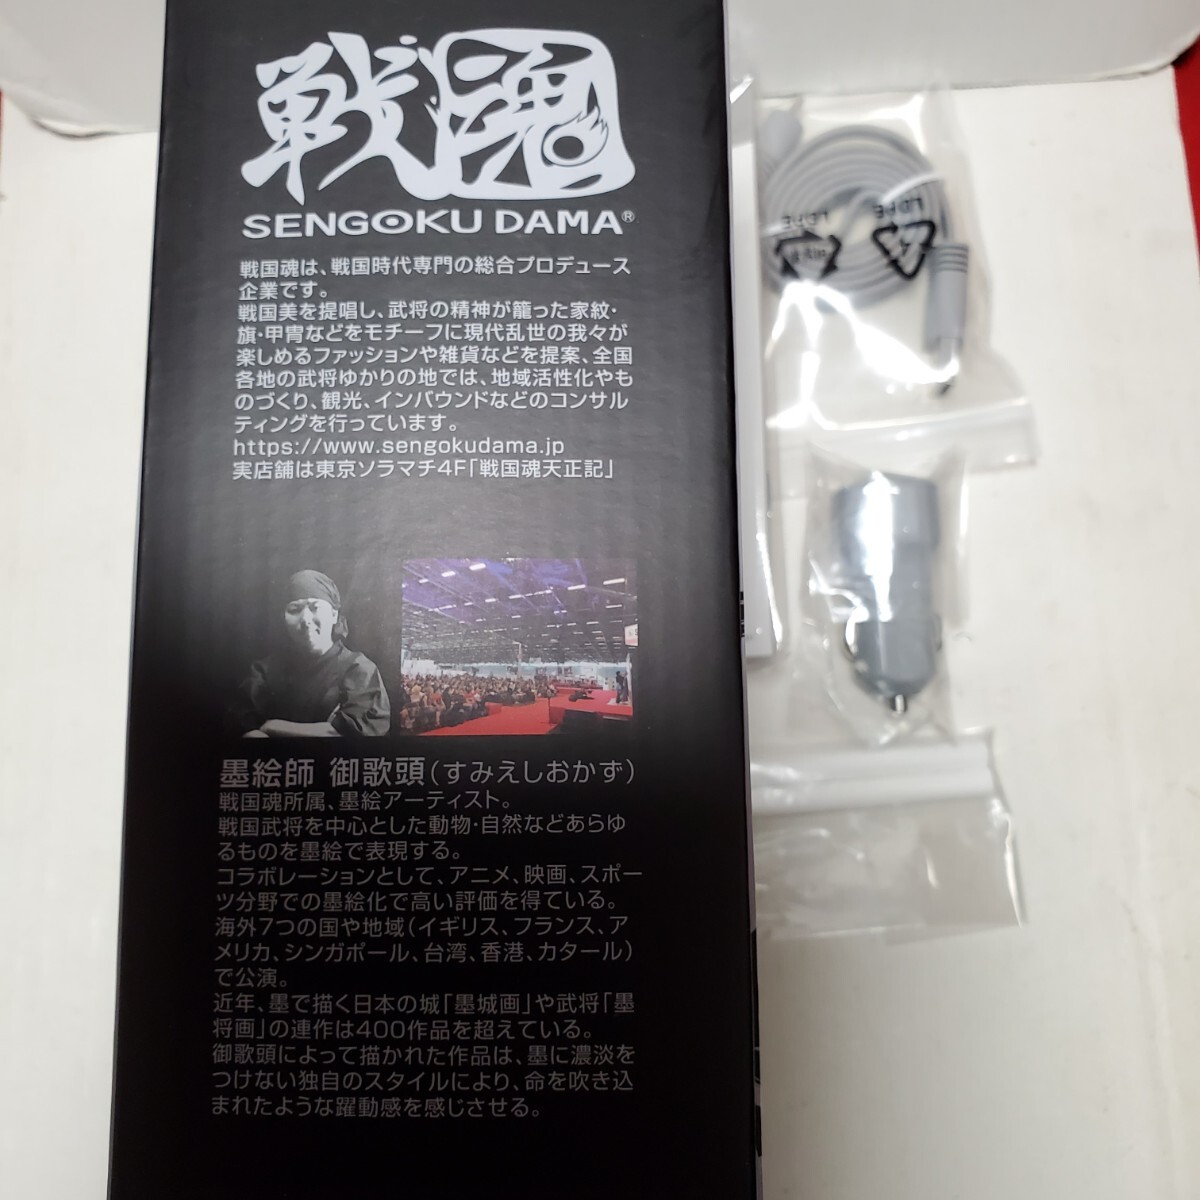 戦国魂
SENGOKU DAMA®
戦国魂は、戦国時代専門の総合プロデュース
企業です。
戦国美を提唱し、武将の精神が籠った家紋・
旗・甲冑などをモチーフに現代乱世の我々が
楽しめるファッションや雑貨などを提案、全国
各地の武将ゆかりの地では、地域活性化やも
のづくり、観光、インバウンドなどのコンサル
ティングを行っています。
https://www.sengokudama.jp
実店舗は東京ソラマチ4F「戦国魂天正記」
墨絵師 御歌頭(すみえしおかず)
戦国魂所属、墨絵アーティスト。
戦国武将を中心とした動物・自然などあらゆ
るものを墨絵で表現する。
コラボレーションとして、アニメ、映画、スポー
ツ分野での墨絵化で高い評価を得ている。
海外7つの国や地域(イギリス、フランス、ア
メリカ、シンガポール、台湾、香港、カタール)
で公演。
近年、墨で描く日本の城「墨城画」や武将「墨
将画」の連作は400作品を超えている。
御歌頭によって描かれた作品は、墨に濃淡を
つけない独自のスタイルにより、命を吹き込
まれたような躍動感を感じさせる。
LDPE
LDPE